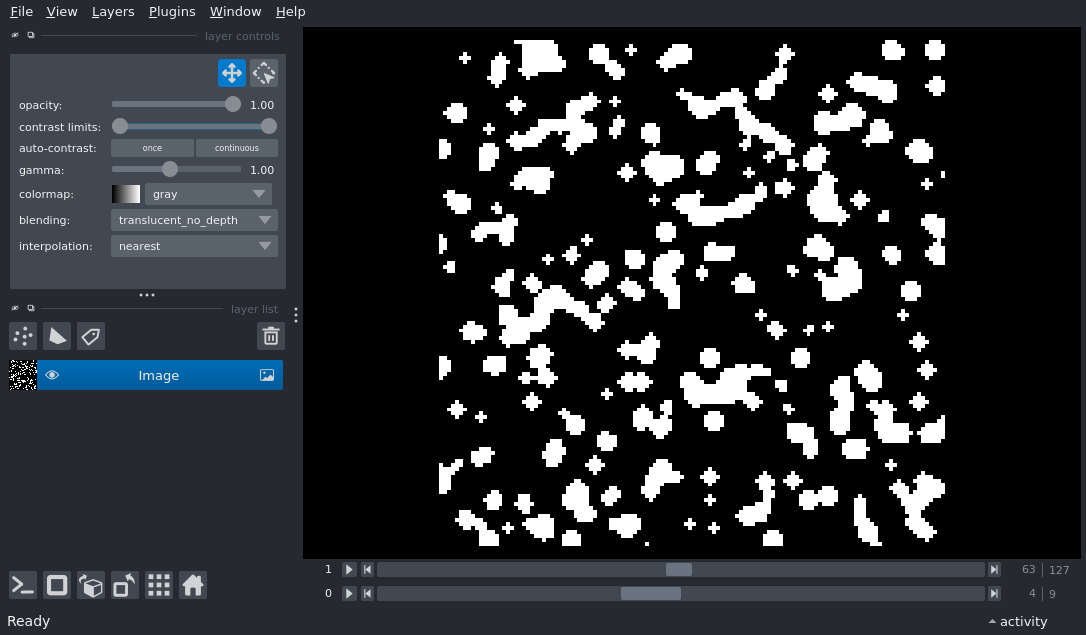 File View Layers Plugins Window Help
layer controls
opacity: 1.00
contrast limits:
auto-contrast: once continuous
gamma: 1.00
colormap: gray
blending: translucent_no_depth
interpolation: nearest
layer list
Image
1 63 127
0 4 9
Ready activity